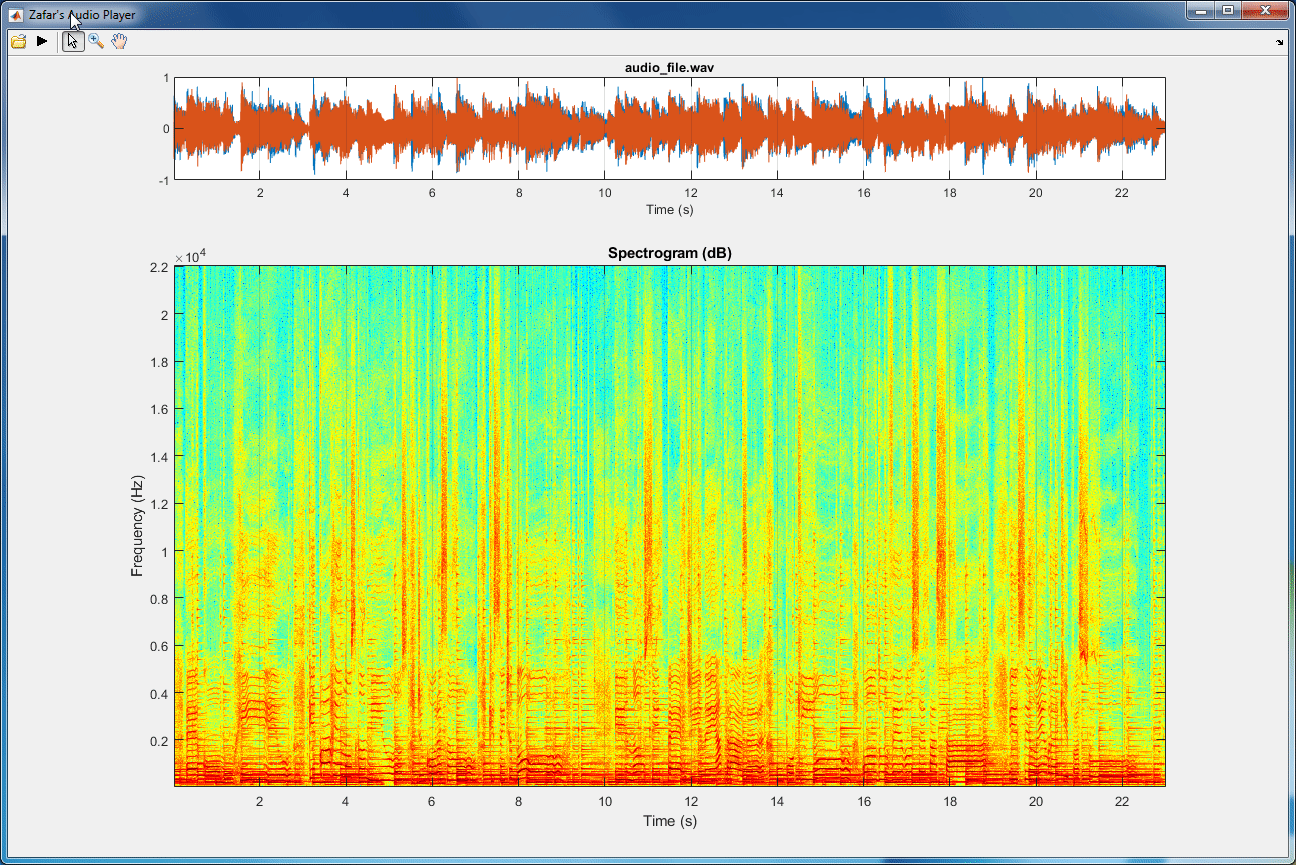 Zafar's Audio Player
audio_file.wav
1
0
-1
2 4 6 8 10 12 14 16 18 20 22
Time (s)
Spectrogram (dB)
×10⁴
2.2
2
1.8
1.6
1.4
1.2
1
0.8
0.6
0.4
0.2
Frequency (Hz)
2 4 6 8 10 12 14 16 18 20 22
Time (s)